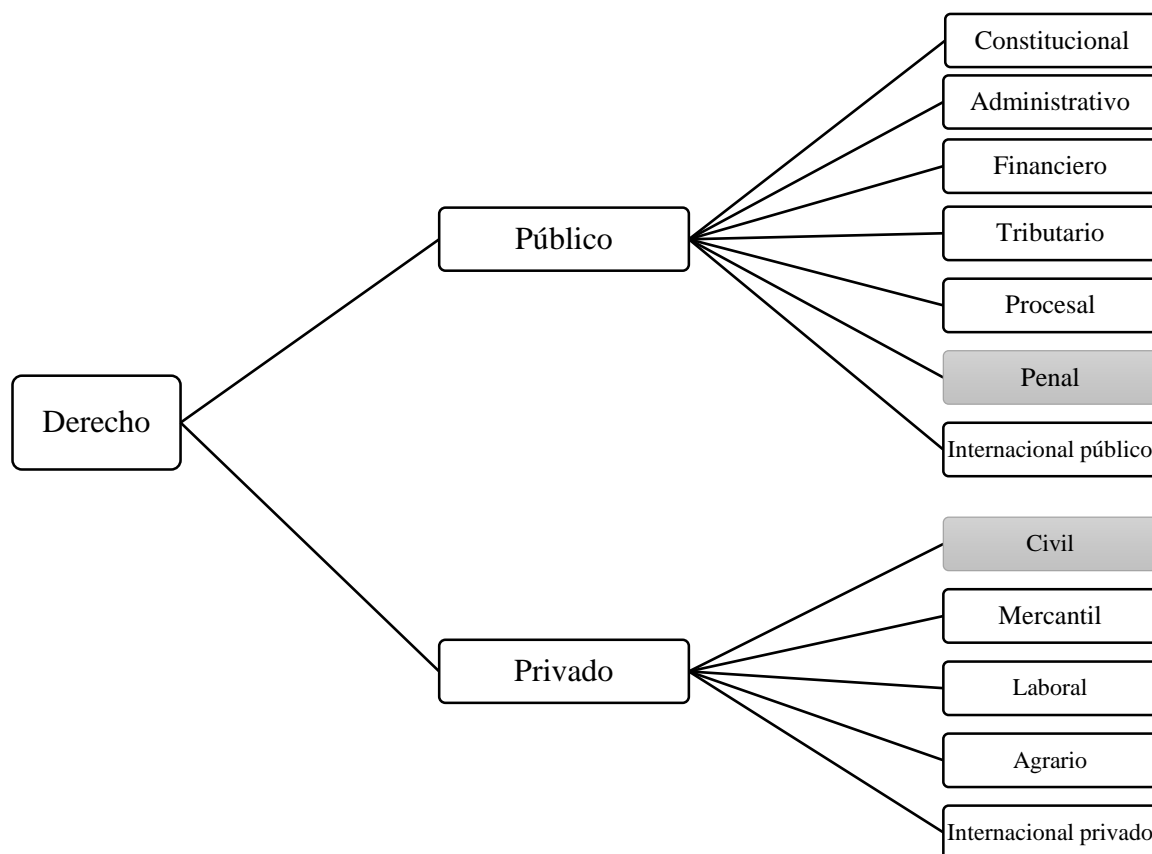 Derecho
Público
Constitucional
Administrativo
Financiero
Tributario
Procesal
Penal
Internacional público
Privado
Civil
Mercantil
Laboral
Agrario
Internacional privado